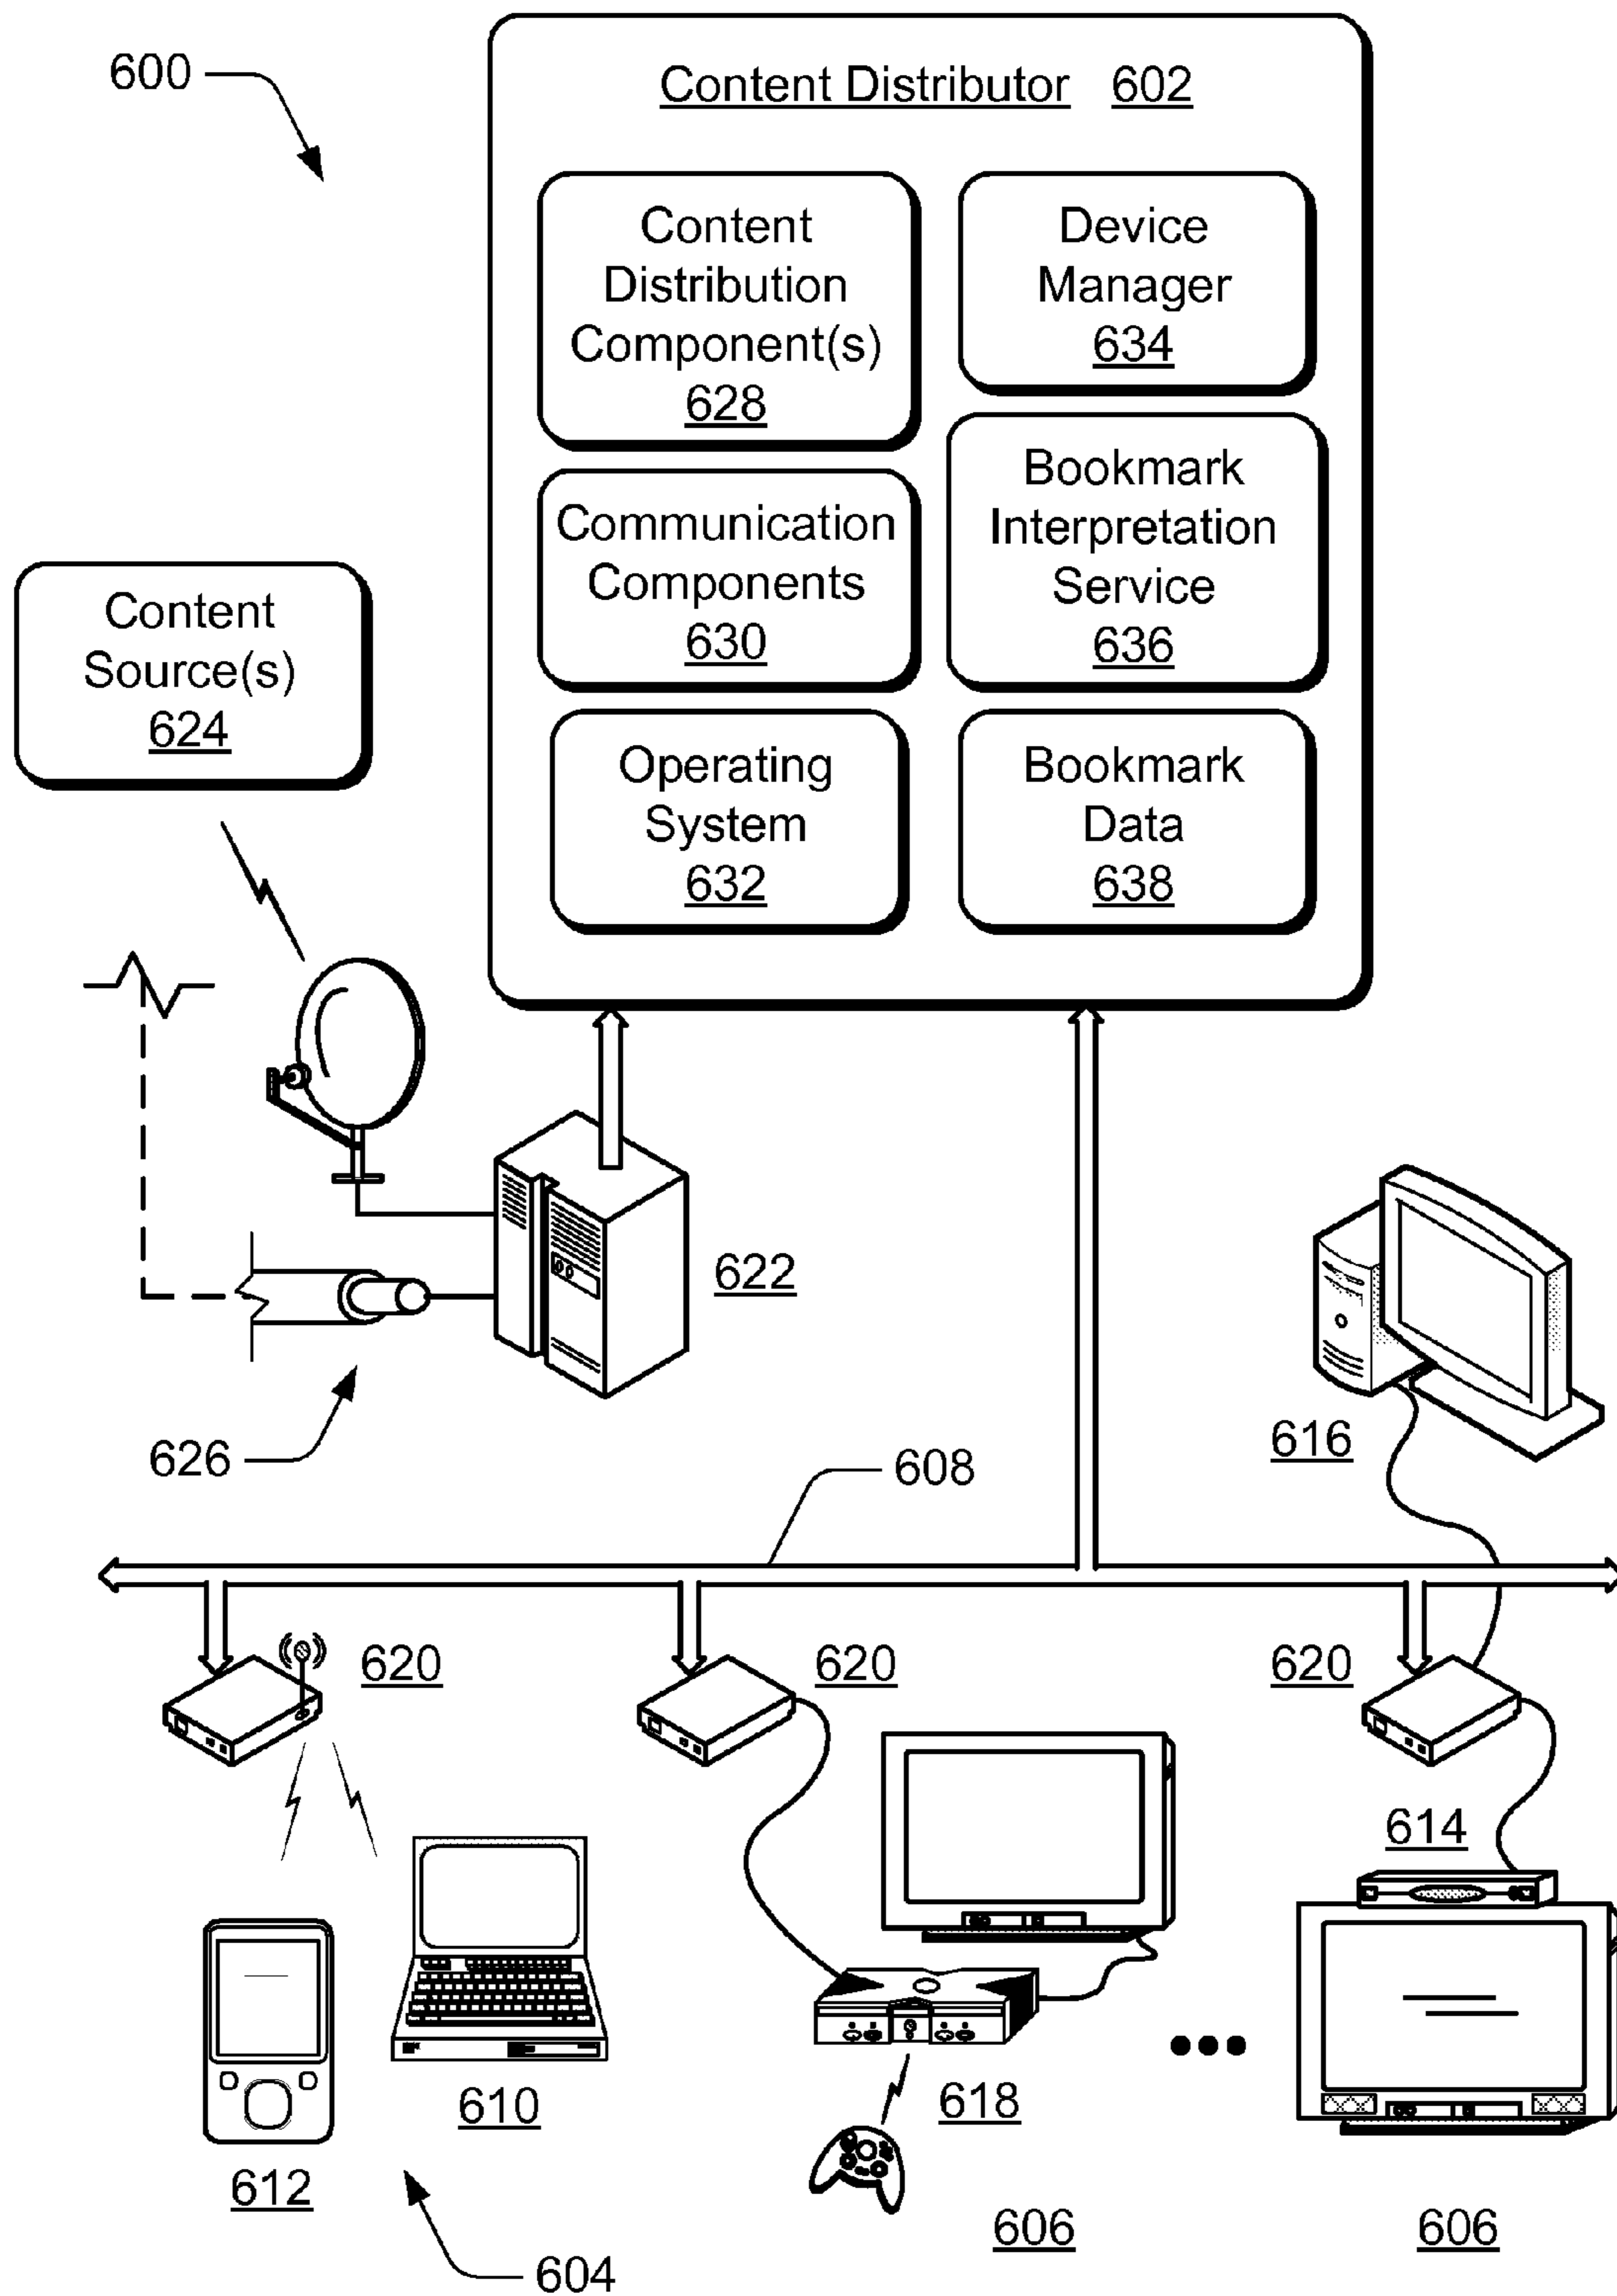 600
Content Distributor 602
Content
Distribution
Component(s)
628
Device
Manager
634
Communication
Components
630
Bookmark
Interpretation
Service
636
Content
Source(s)
624
Operating
System
632
Bookmark
Data
638
622
626
616
608
620
620
620
614
610
618
612
606
606
604